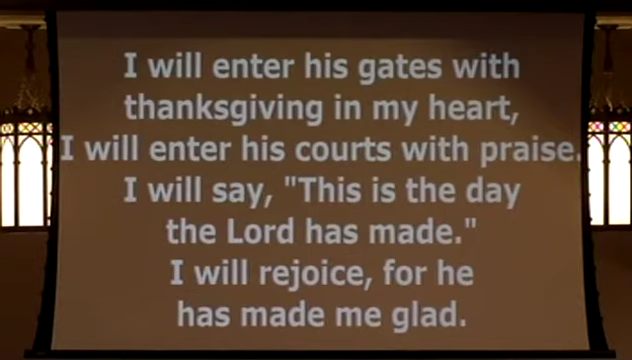 I will enter his gates with
thanksgiving in my heart,
I will enter his courts with praise.
I will say, "This is the day
the Lord has made."
I will rejoice, for he
has made me glad.